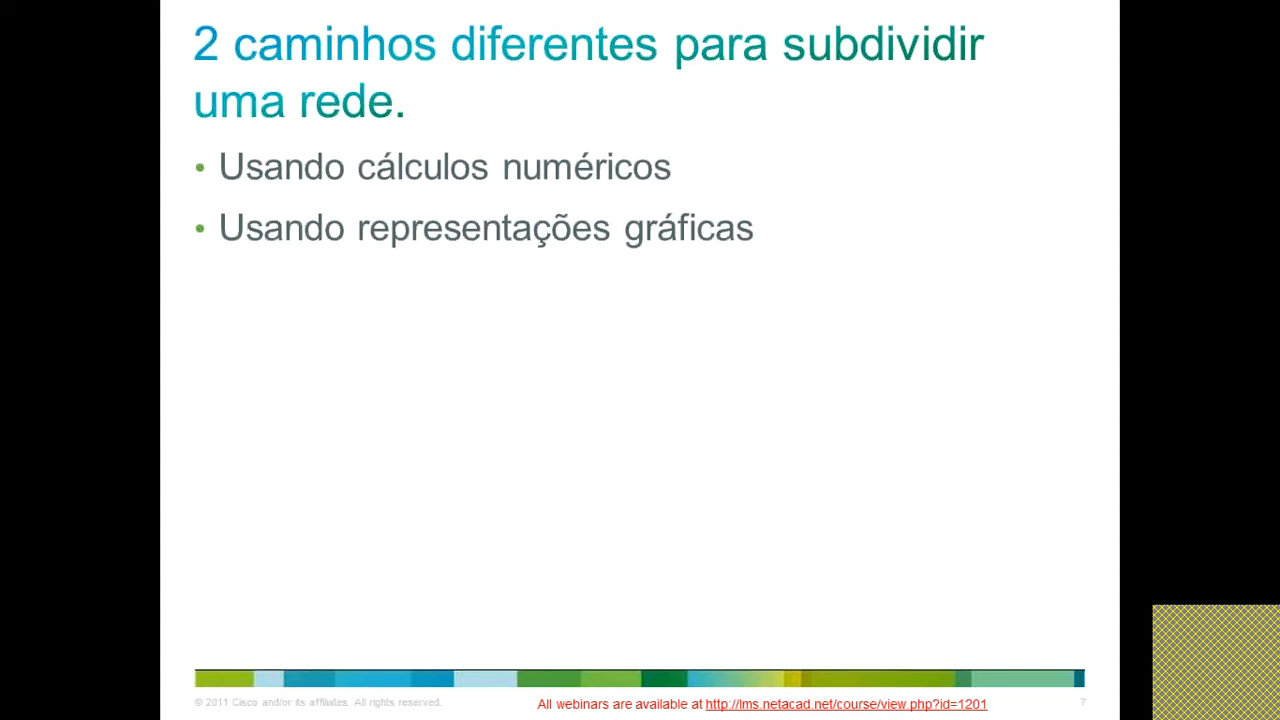 2 caminhos diferentes para subdividir
uma rede.
• Usando cálculos numéricos
• Usando representações gráficas
© 2011 Cisco and/or its affiliates. All rights reserved.
All webinars are available at http://lms.netacad.net/course/view.php?id=1201
7